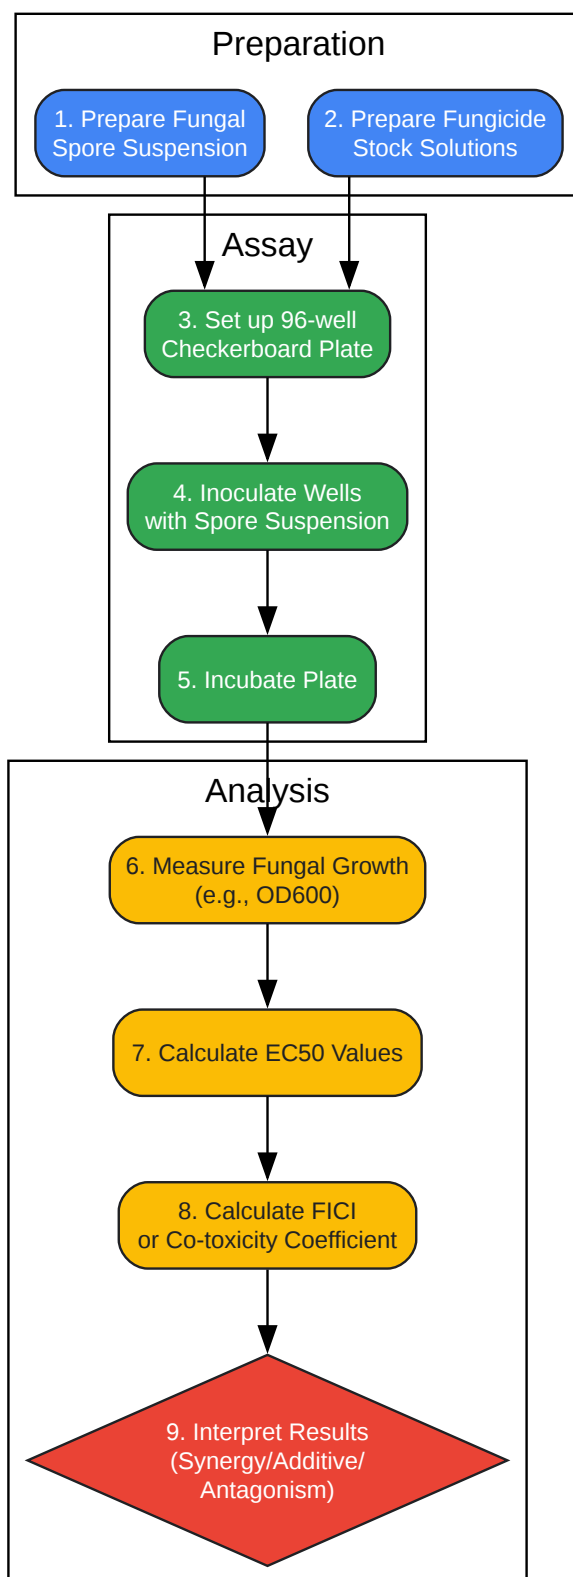 Preparation
1. Prepare Fungal
Spore Suspension
2. Prepare Fungicide
Stock Solutions
Assay
3. Set up 96-well
Checkerboard Plate
4. Inoculate Wells
with Spore Suspension
5. Incubate Plate
Analysis
6. Measure Fungal Growth
(e.g., OD600)
7. Calculate EC50 Values
8. Calculate FICI
or Co-toxicity Coefficient
9. Interpret Results
(Synergy/Additive/
Antagonism)